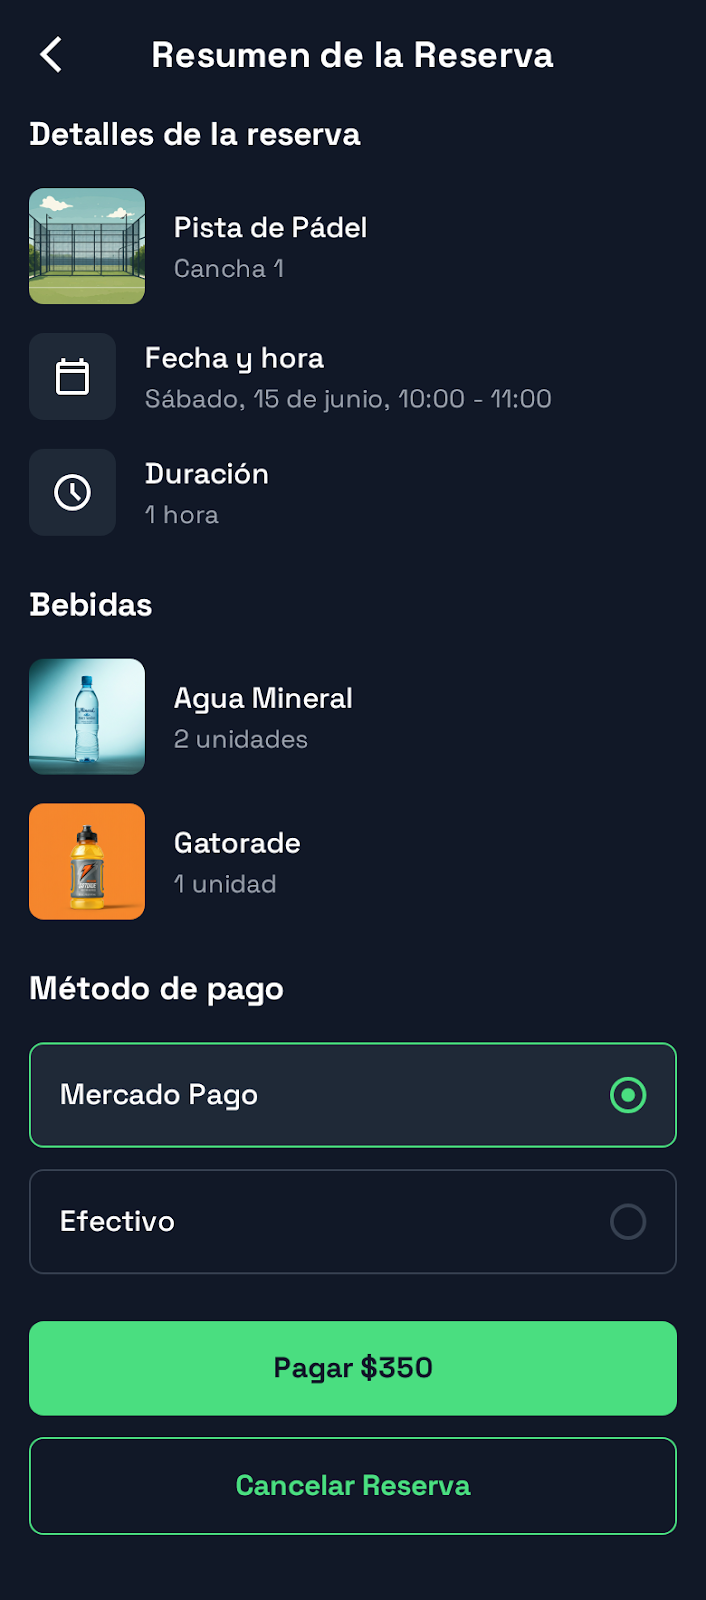 Resumen de la Reserva
Detalles de la reserva
Pista de Pádel
Cancha 1
Fecha y hora
Sábado, 15 de junio, 10:00 - 11:00
Duración
1 hora
Bebidas
Agua Mineral
2 unidades
Gatorade
1 unidad
Método de pago
Mercado Pago
Efectivo
Pagar $350
Cancelar Reserva